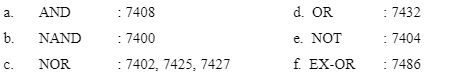 a. AND : 7408 d. OR : 7432
b. NAND : 7400 e. NOT : 7404
c. NOR : 7402, 7425, 7427 f. EX-OR : 7486